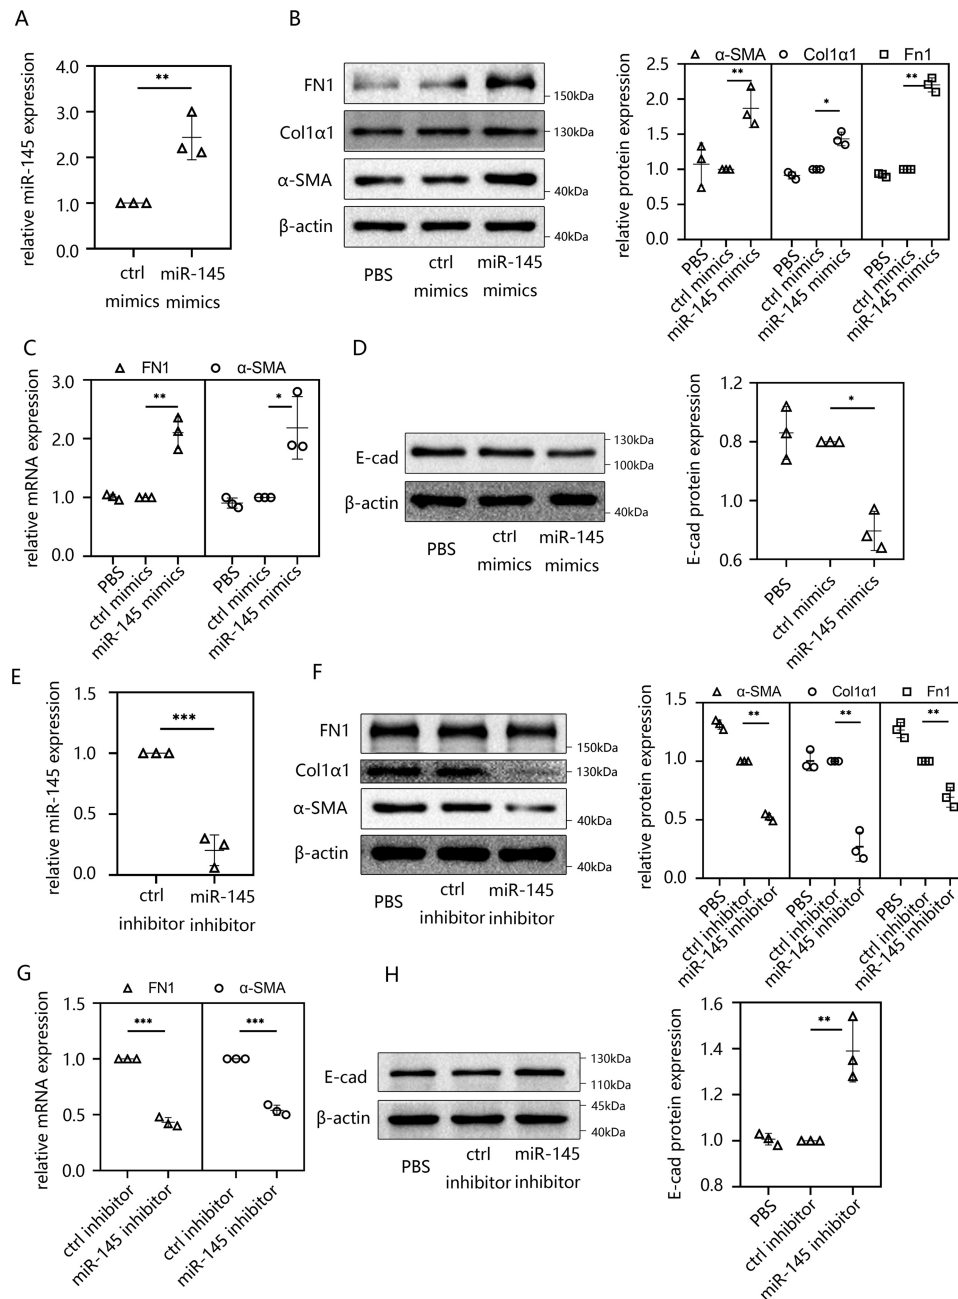 A
relative miR-145 expression
4.0
3.0
2.0
1.0
0.0
**
ctrl
mimics
miR-145
mimics
B
FN1
Col1α1
α-SMA
β-actin
150kDa
130kDa
40kDa
40kDa
PBS
ctrl
mimics
miR-145
mimics
relative protein expression
α-SMA
Col1α1
Fn1
2.5
2.0
1.5
1.0
0.5
0.0
**
*
**
PBS
ctrl mimics
miR-145 mimics
PBS
ctrl mimics
miR-145 mimics
PBS
ctrl mimics
miR-145 mimics
C
FN1
α-SMA
relative mRNA expression
3.0
2.0
1.0
0.0
**
*
PBS
ctrl mimics
miR-145 mimics
PBS
ctrl mimics
miR-145 mimics
D
E-cad
β-actin
130kDa
100kDa
40kDa
PBS
ctrl
mimics
miR-145
mimics
E-cad protein expression
1.2
0.8
1.0
0.6
*
PBS
ctrl mimics
miR-145 mimics
E
relative miR-145 expression
1.5
1.0
0.5
0.0
***
ctrl
inhibitor
miR-145
inhibitor
F
FN1
Col1α1
α-SMA
β-actin
150kDa
130kDa
40kDa
40kDa
PBS
ctrl
inhibitor
miR-145
inhibitor
relative protein expression
α-SMA
Col1α1
Fn1
1.5
1.0
0.5
0.0
**
**
**
PBS
ctrl inhibitor
miR-145 inhibitor
PBS
ctrl inhibitor
miR-145 inhibitor
PBS
ctrl inhibitor
miR-145 inhibitor
G
FN1
α-SMA
relative mRNA expression
1.5
1.0
0.5
0.0
***
***
ctrl inhibitor
miR-145 inhibitor
ctrl inhibitor
miR-145 inhibitor
H
E-cad
β-actin
130kDa
110kDa
45kDa
40kDa
PBS
ctrl
inhibitor
miR-145
inhibitor
E-cad protein expression
1.6
1.4
1.2
1.0
0.8
**
PBS
ctrl inhibitor
miR-145 inhibitor